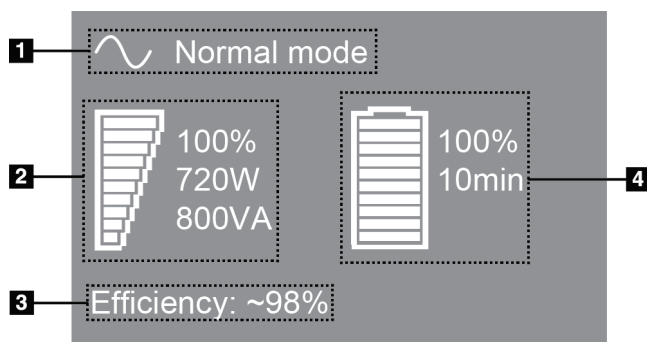 1
Normal mode
2
100%
720W
800VA
100%
10min
4
3
Efficiency: ~98%